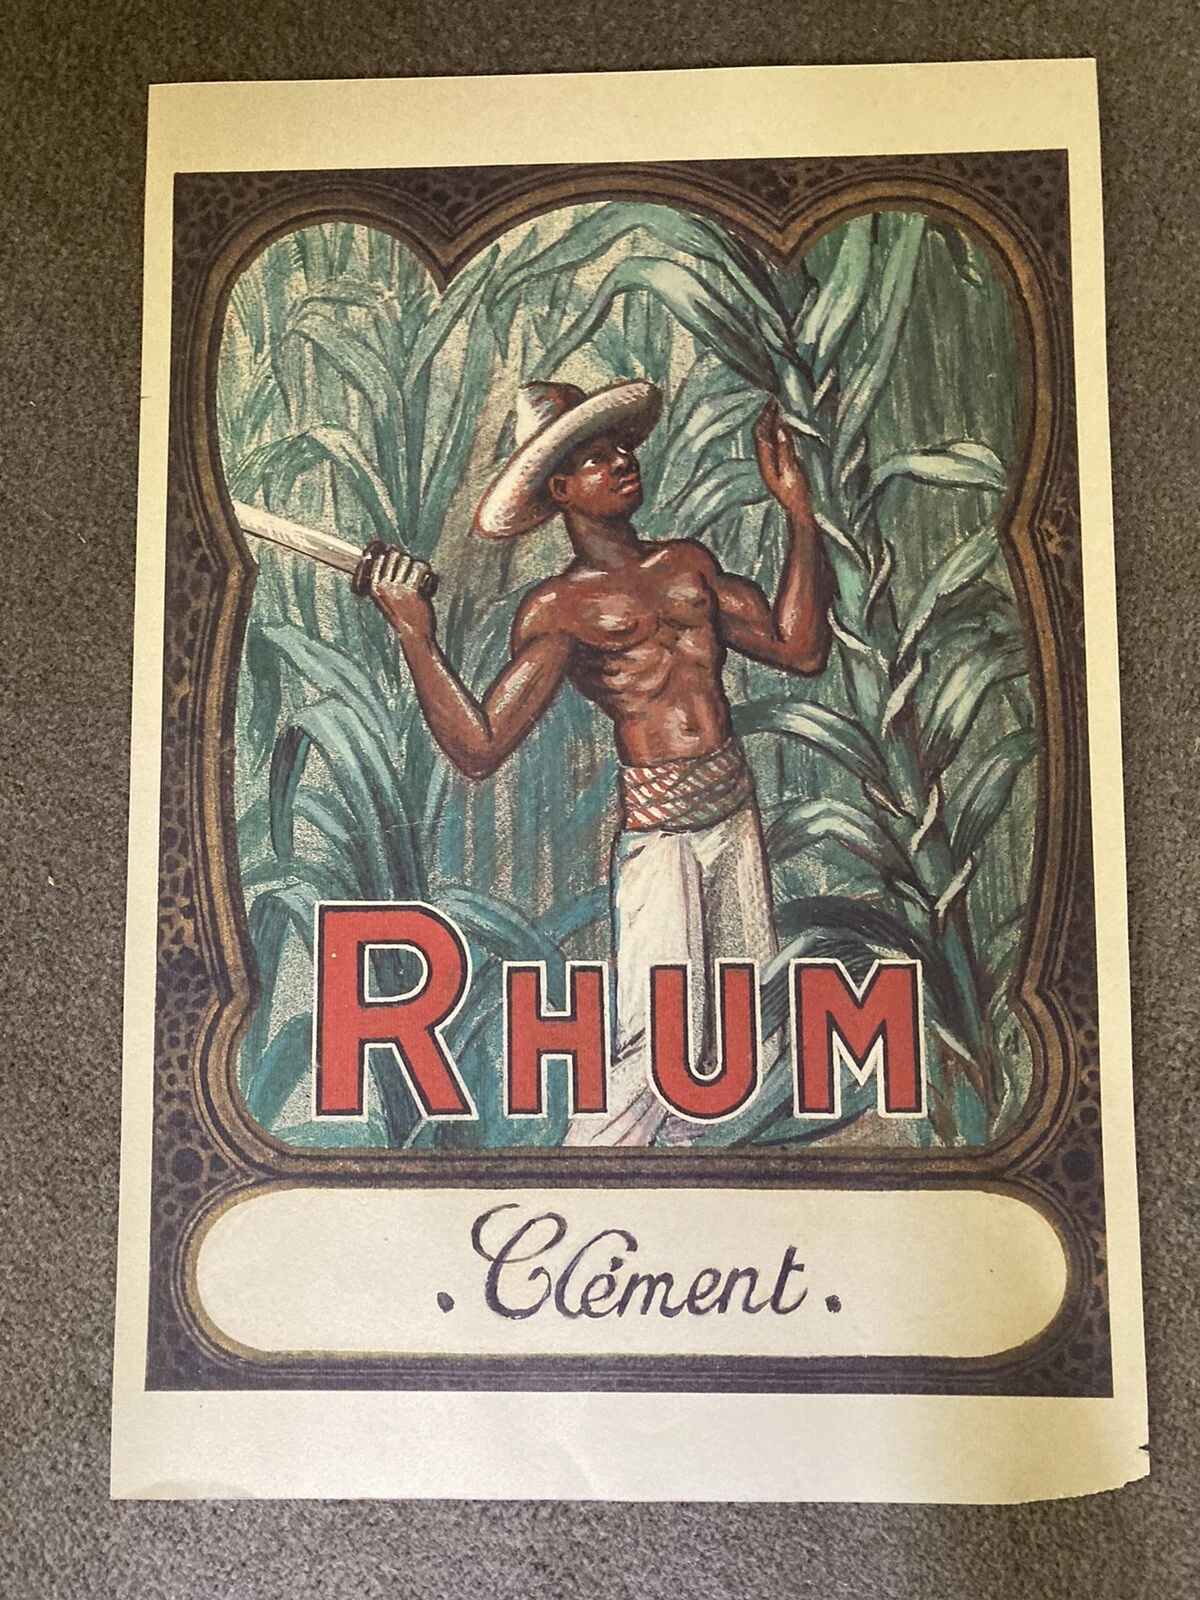 RHUM
. Clément .